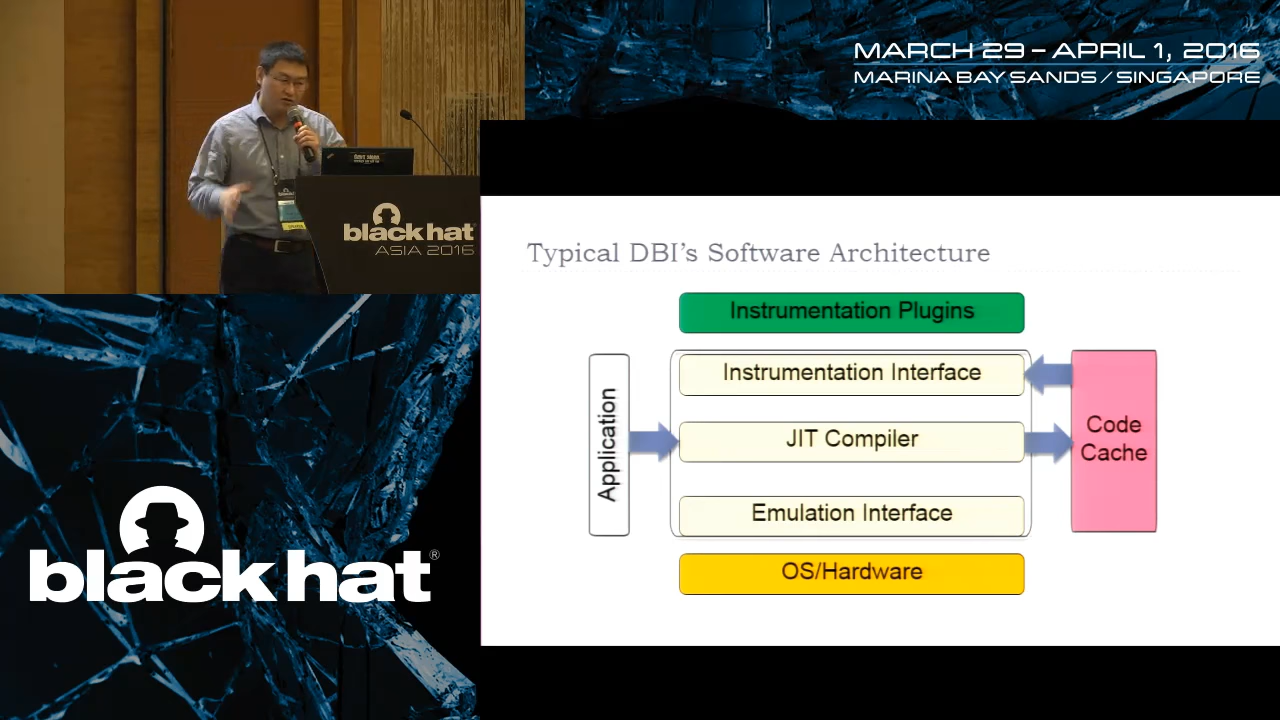 MARCH 29 – APRIL 1, 2016
MARINA BAY SANDS / SINGAPORE
black hat
ASIA 2016
Typical DBI's Software Architecture
Instrumentation Plugins
Instrumentation Interface
Application
JIT Compiler
Code
Cache
Emulation Interface
OS/Hardware
black hat®